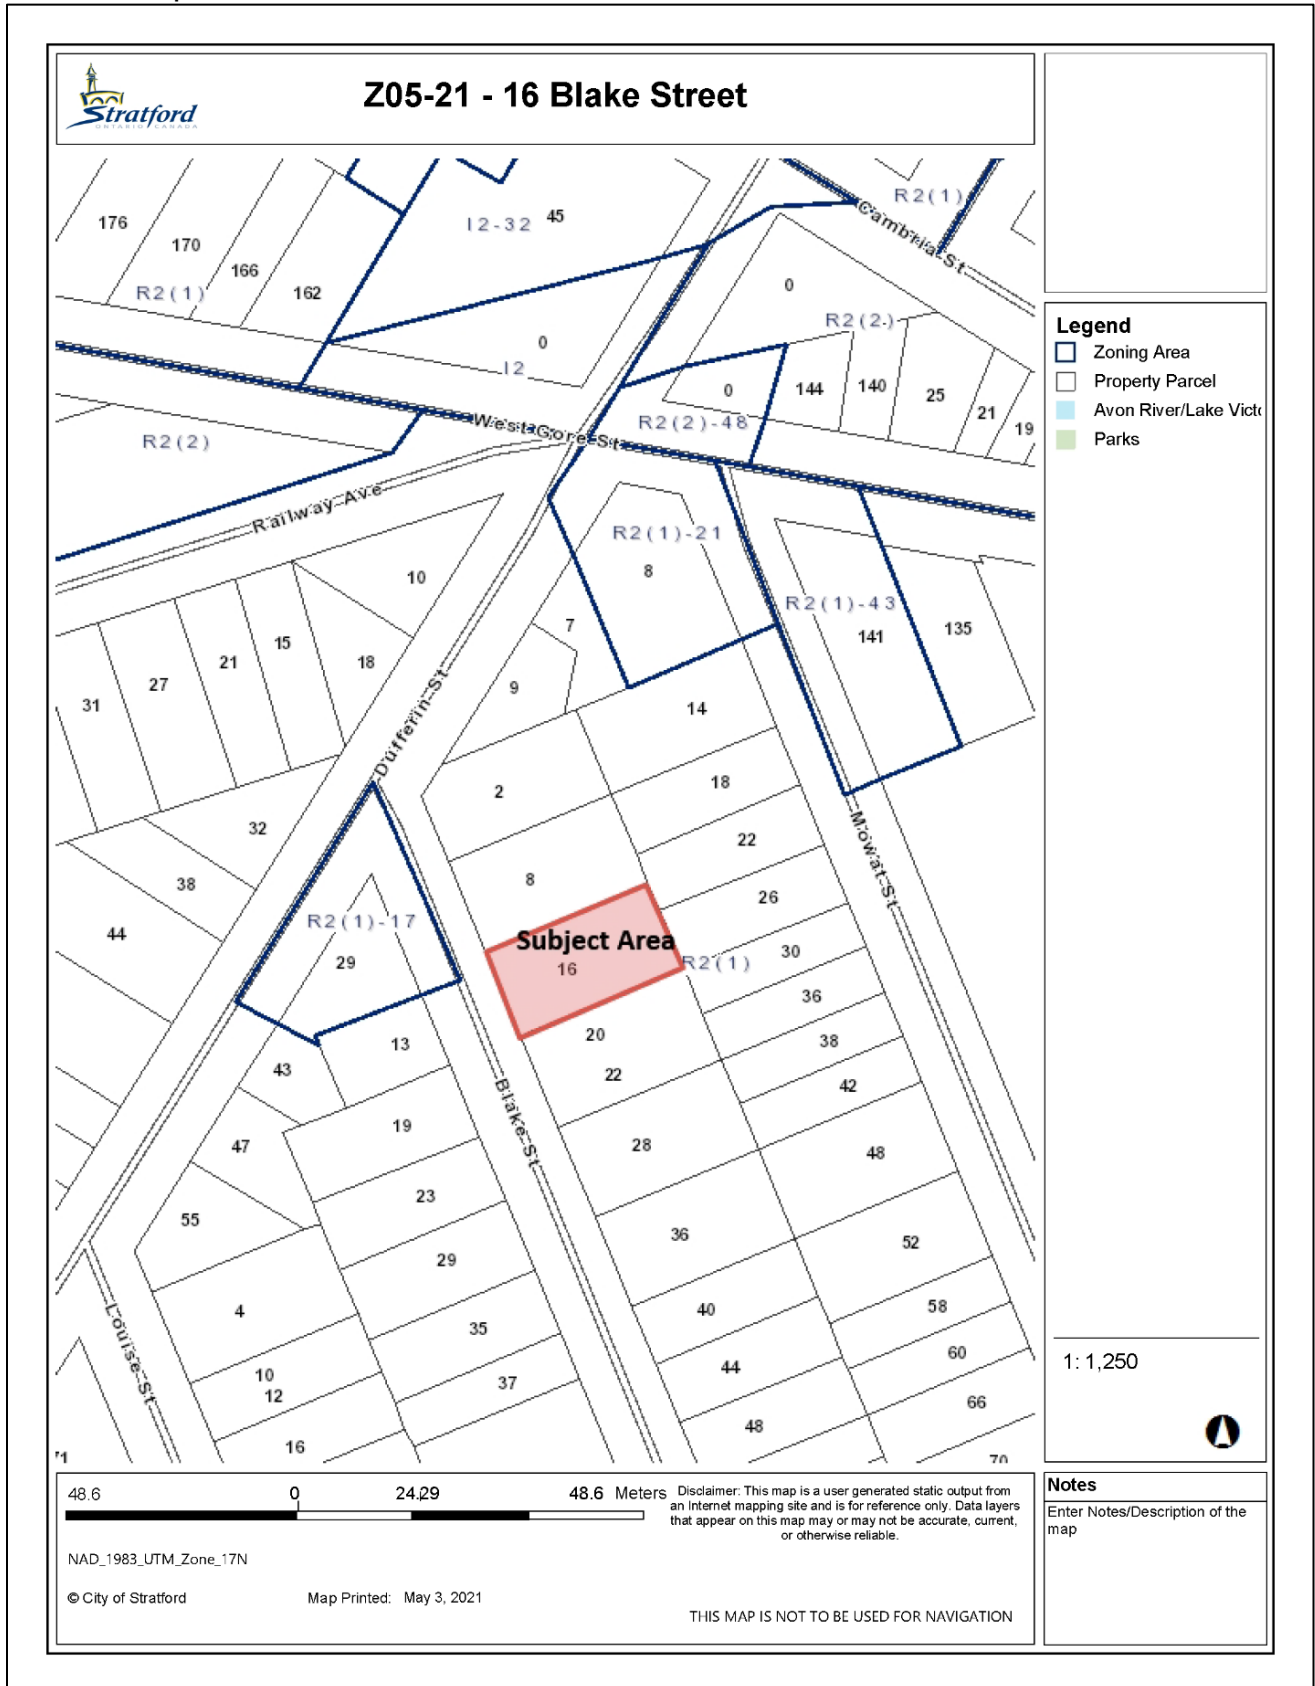 Stratford
ONTARIO CANADA
Z05-21 - 16 Blake Street
176
170
166
162
R2(1)
I2-32
45
R2(1)
Cambria St
0
R2(2)
0
I2
0
144
140
25
21
19
R2(2)-48
West Gore St
R2(2)
Railway Ave
10
R2(1)-21
8
R2(1)-43
141
135
7
9
15
18
21
27
31
Dufferin St
14
2
18
22
32
38
44
8
26
Mowat St
R2(1)-17
29
Subject Area
16
R2(1)
30
36
20
38
13
43
22
42
Blake St
19
47
28
48
23
55
36
52
29
4
40
58
35
44
60
Louise St
10
12
37
48
66
16
71
70
Legend
Zoning Area
Property Parcel
Avon River/Lake Victo
Parks
1: 1,250
48.6
0
24.29
48.6 Meters
Disclaimer: This map is a user generated static output from
an Internet mapping site and is for reference only. Data layers
that appear on this map may or may not be accurate, current,
or otherwise reliable.
NAD_1983_UTM_Zone_17N
© City of Stratford
Map Printed: May 3, 2021
THIS MAP IS NOT TO BE USED FOR NAVIGATION
Notes
Enter Notes/Description of the
map